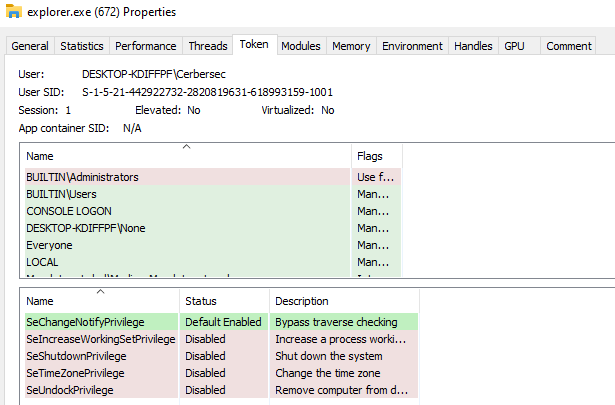 explorer.exe (672) Properties
General Statistics Performance Threads Token Modules Memory Environment Handles GPU Comment
User: DESKTOP-KDIFFPF\Cerbersec
User SID: S-1-5-21-442922732-2820819631-618993159-1001
Session: 1 Elevated: No Virtualized: No
App container SID: N/A
Name Flags
BUILTIN\Administrators Use f...
BUILTIN\Users Man...
CONSOLE LOGON Man...
DESKTOP-KDIFFPF\None Man...
Everyone Man...
LOCAL Man...
Name Status Description
SeChangeNotifyPrivilege Default Enabled Bypass traverse checking
SeIncreaseWorkingSetPrivilege Disabled Increase a process worki...
SeShutdownPrivilege Disabled Shut down the system
SeTimeZonePrivilege Disabled Change the time zone
SeUndockPrivilege Disabled Remove computer from d...